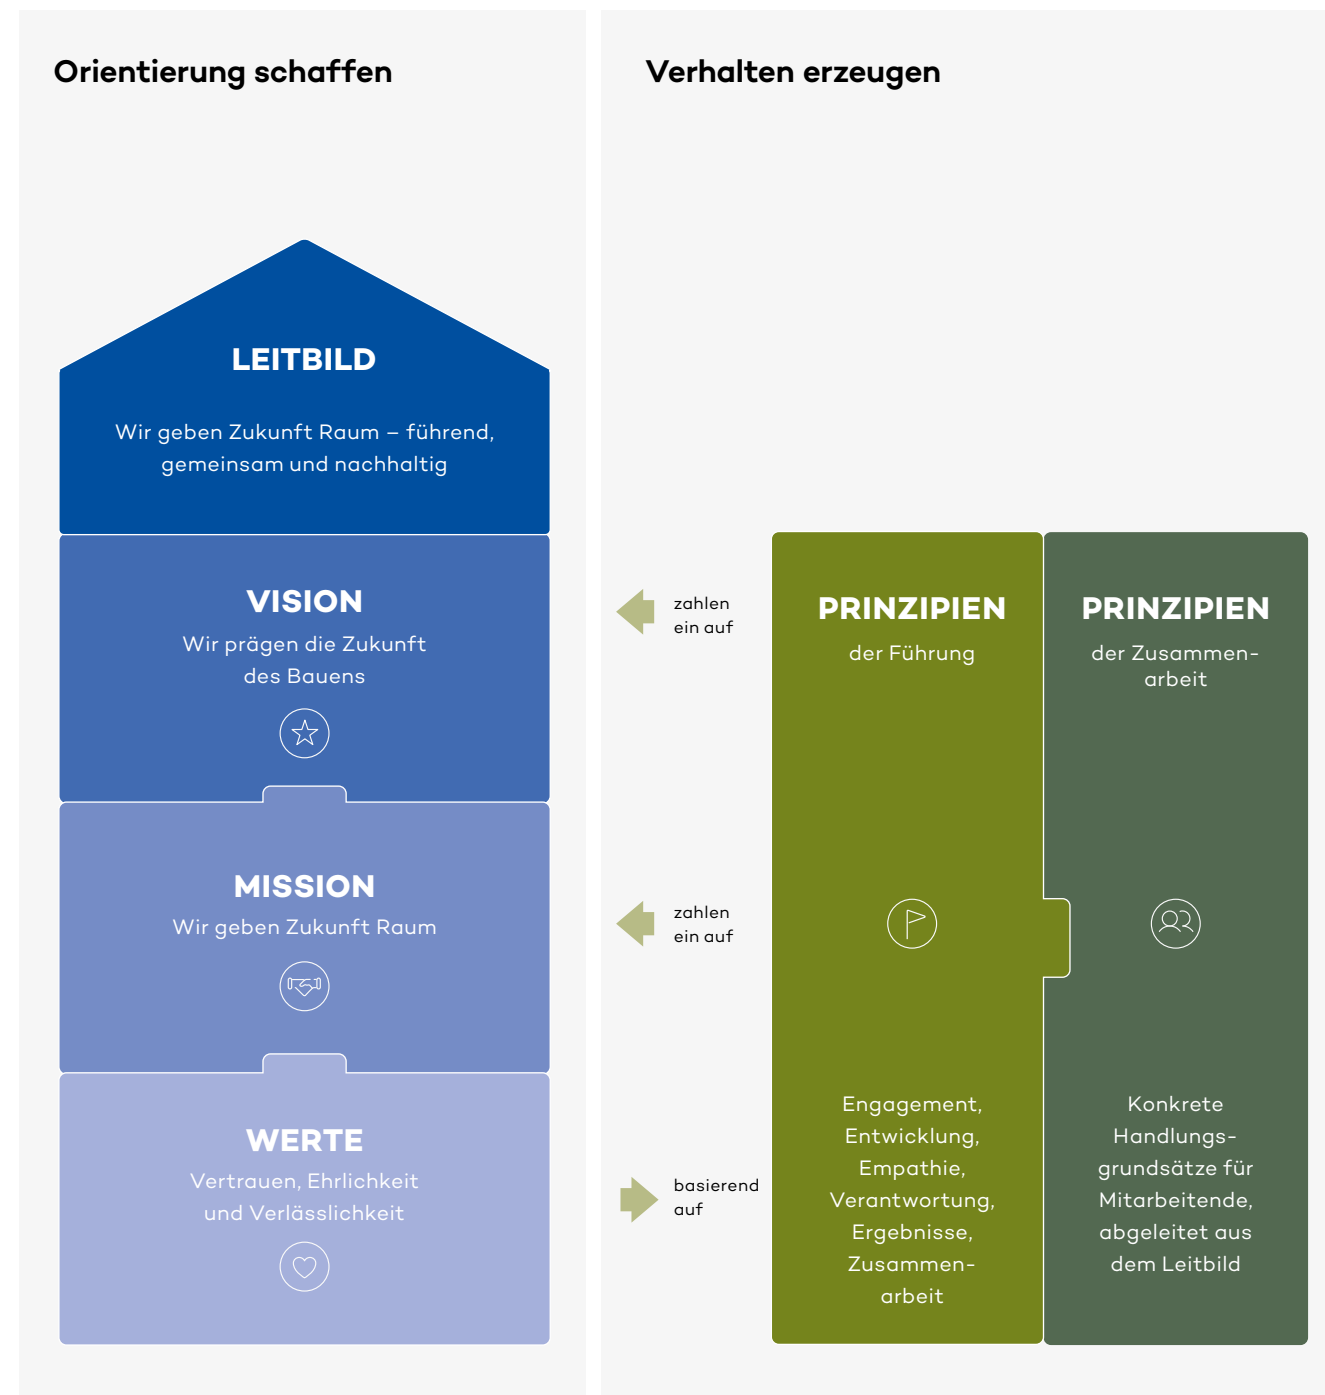 Orientierung schaffen
LEITBILD
Wir geben Zukunft Raum – führend,
gemeinsam und nachhaltig
VISION
Wir prägen die Zukunft
des Bauens
MISSION
Wir geben Zukunft Raum
WERTE
Vertrauen, Ehrlichkeit
und Verlässlichkeit
Verhalten erzeugen
zahlen
ein auf
zahlen
ein auf
basierend
auf
PRINZIPIEN
der Führung
Engagement,
Entwicklung,
Empathie,
Verantwortung,
Ergebnisse,
Zusammen-
arbeit
PRINZIPIEN
der Zusammen-
arbeit
Konkrete
Handlungs-
grundsätze für
Mitarbeitende,
abgeleitet aus
dem Leitbild